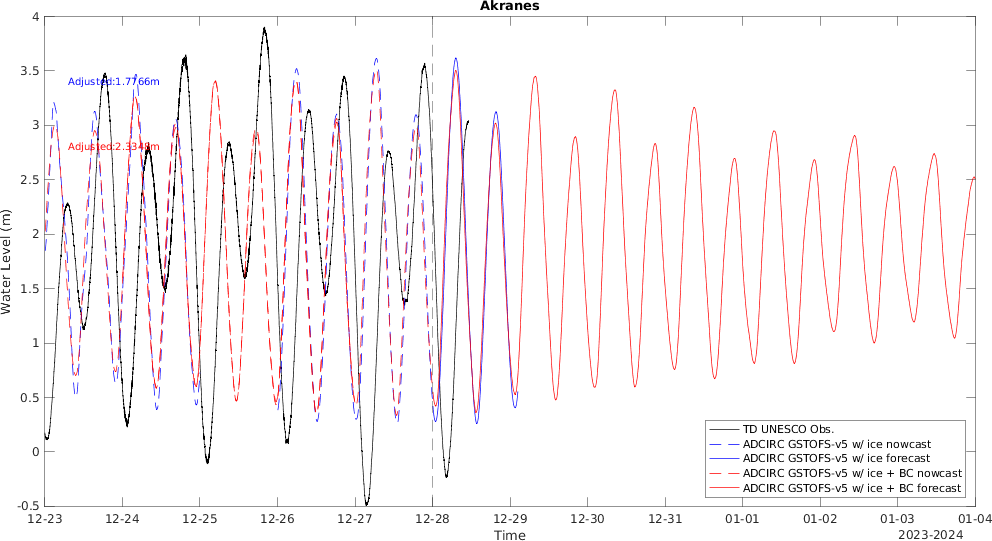 Akranes
4
3.5
3
2.5
2
1.5
1
0.5
0
-0.5
Water Level (m)
Adjusted:1.7766m
Adjusted:2.3348m
TD UNESCO Obs.
ADCIRC GSTOFS-v5 w/ ice nowcast
ADCIRC GSTOFS-v5 w/ ice forecast
ADCIRC GSTOFS-v5 w/ ice + BC nowcast
ADCIRC GSTOFS-v5 w/ ice + BC forecast
12-23 12-24 12-25 12-26 12-27 12-28 12-29 12-30 12-31 01-01 01-02 01-03 01-04
Time
2023-2024